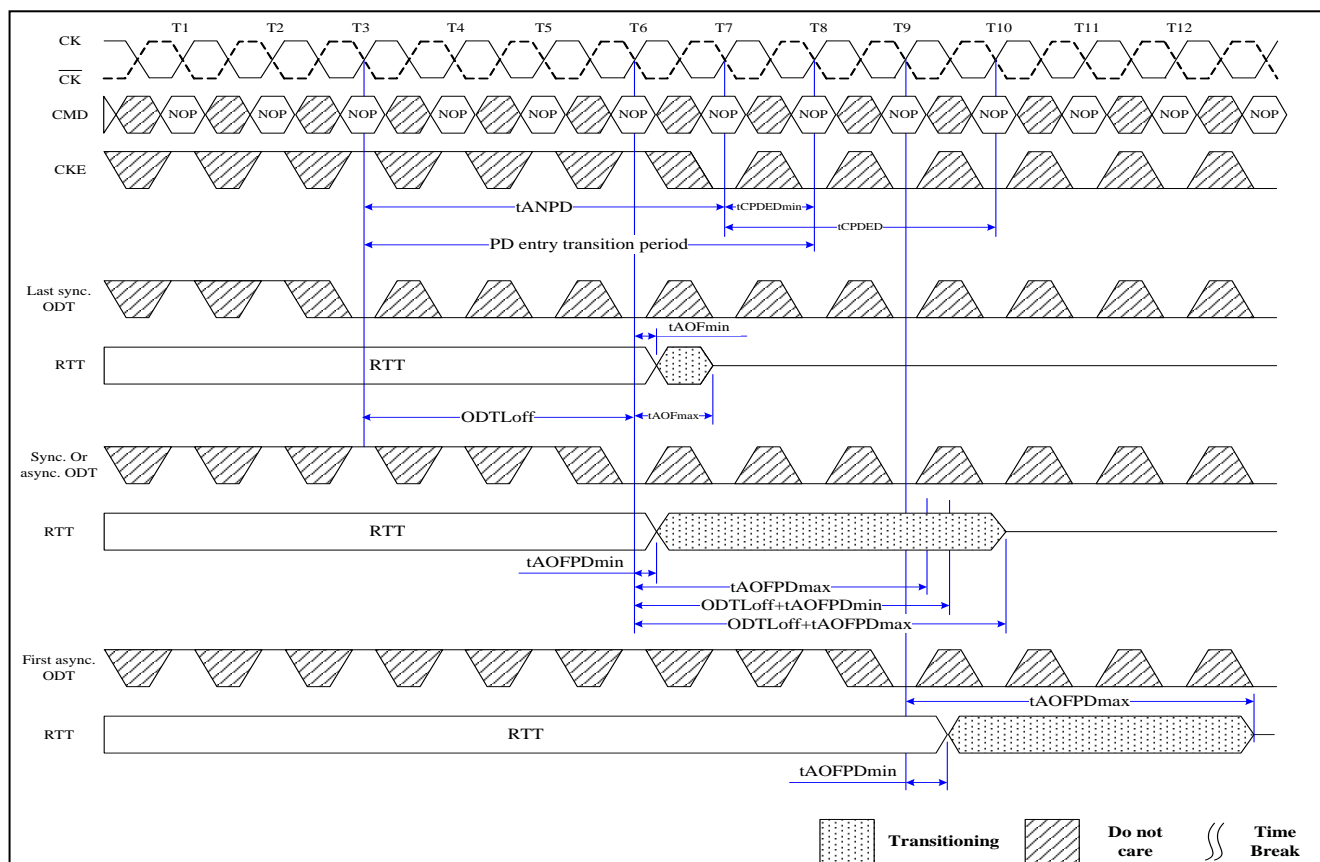 T1 T2 T3 T4 T5 T6 T7 T8 T9 T10 T11 T12
CK
CK
CMD NOP NOP NOP NOP NOP NOP NOP NOP NOP NOP NOP NOP NOP
CKE
tANPD tCPDEDmin
tCPDED
PD entry transition period
Last sync.
ODT
tAOFmin
RTT RTT
ODTLoff tAOFmax
Sync. Or
async. ODT
RTT RTT
tAOFPDmin
tAOFPDmax
ODTLoff+tAOFPDmin
ODTLoff+tAOFPDmax
First async.
ODT
tAOFPDmax
RTT RTT
tAOFPDmin
Transitioning
Do not
care
Time
Break